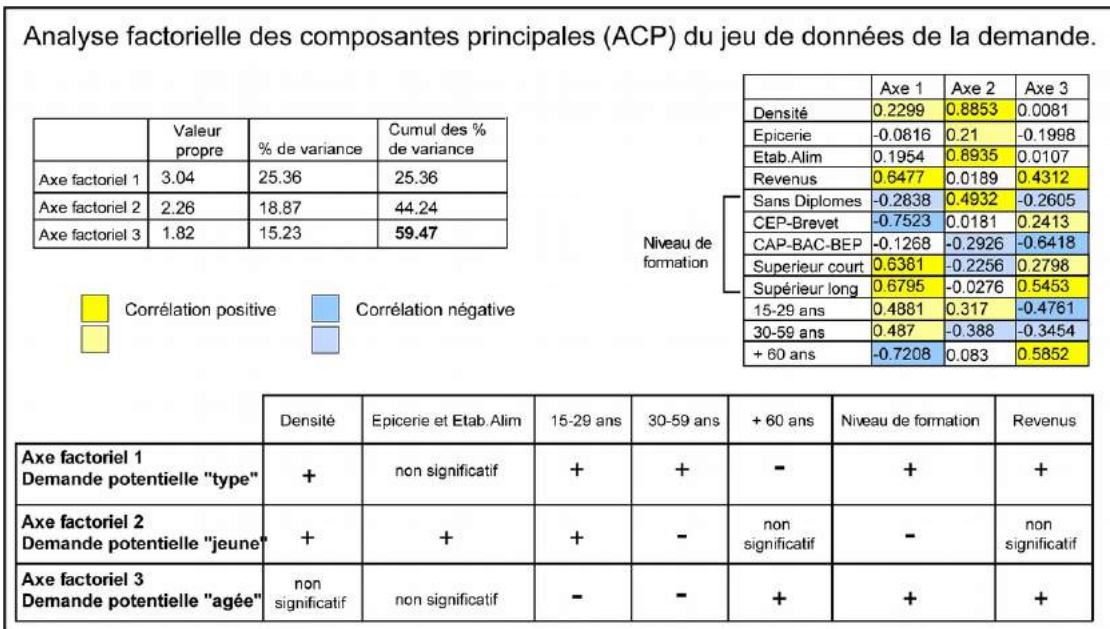 Analyse factorielle des composantes principales (ACP) du jeu de données de la demande.
Valeur propre % de variance Cumul des % de variance
Axe factoriel 1 3.04 25.36 25.36
Axe factoriel 2 2.26 18.87 44.24
Axe factoriel 3 1.82 15.23 59.47
Corrélation positive Corrélation négative
Axe 1 Axe 2 Axe 3
Densité 0.2299 0.8853 0.0081
Epicerie -0.0816 0.21 -0.1998
Etab.Alim 0.1954 0.8935 0.0107
Revenus 0.6477 0.0189 0.4312
Niveau de formation
Sans Diplomes -0.2838 0.4932 -0.2605
CEP-Brevet -0.7523 0.0181 0.2413
CAP-BAC-BEP -0.1268 -0.2926 -0.6418
Superieur court 0.6381 -0.2256 0.2798
Supérieur long 0.6795 -0.0276 0.5453
15-29 ans 0.4881 0.317 -0.4761
30-59 ans 0.487 -0.388 -0.3454
+ 60 ans -0.7208 0.083 0.5852
Densité Epicerie et Etab.Alim 15-29 ans 30-59 ans + 60 ans Niveau de formation Revenus
Axe factoriel 1
Demande potentielle "type" + non significatif + + - + +
Axe factoriel 2
Demande potentielle "jeune" + + + - non significatif - non significatif
Axe factoriel 3
Demande potentielle "agée" non significatif non significatif - - + + +